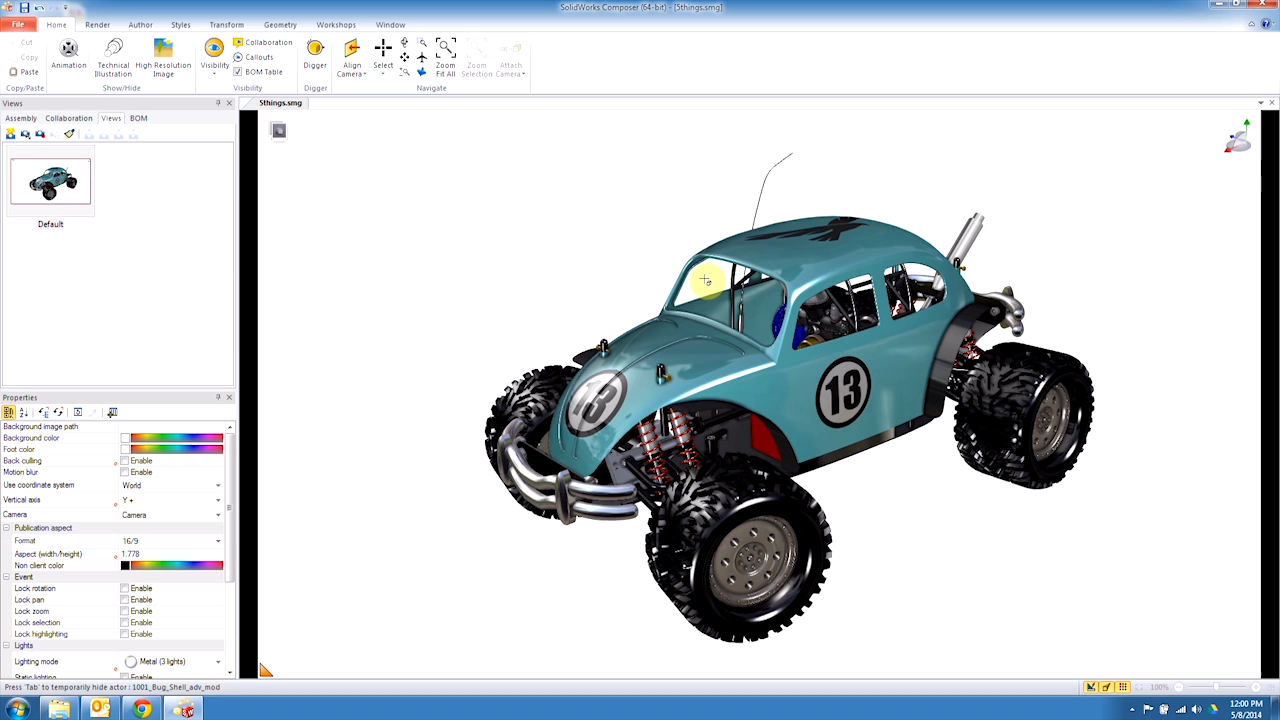 SolidWorks Composer (64-bit) - [5things.smg]
File Home Render Author Styles Transform Geometry Workshops Window
Cut
Copy
Paste
Copy/Paste
Animation
Technical Illustration
High Resolution Image
Show/Hide
Visibility
Collaboration
Callouts
BOM Table
Visibility
Digger
Digger
Align Camera
Select
Zoom Fit All
Zoom Selection
Attach Camera
Navigate
Views
5things.smg
Assembly Collaboration Views BOM
Default
13
13
Properties
Background image path
Background color
Foot color
Back culling Enable
Motion blur Enable
Use coordinate system World
Vertical axis Y +
Camera Camera
Publication aspect
Format 16/9
Aspect (width/height) 1.778
Non client color
Event
Lock rotation Enable
Lock pan Enable
Lock zoom Enable
Lock selection Enable
Lock highlighting Enable
Lights
Lighting mode Metal (3 lights)
Press 'Tab' to temporarily hide actor : 1001_Bug_Shell_adv_mod
100%
12:00 PM
5/8/2014